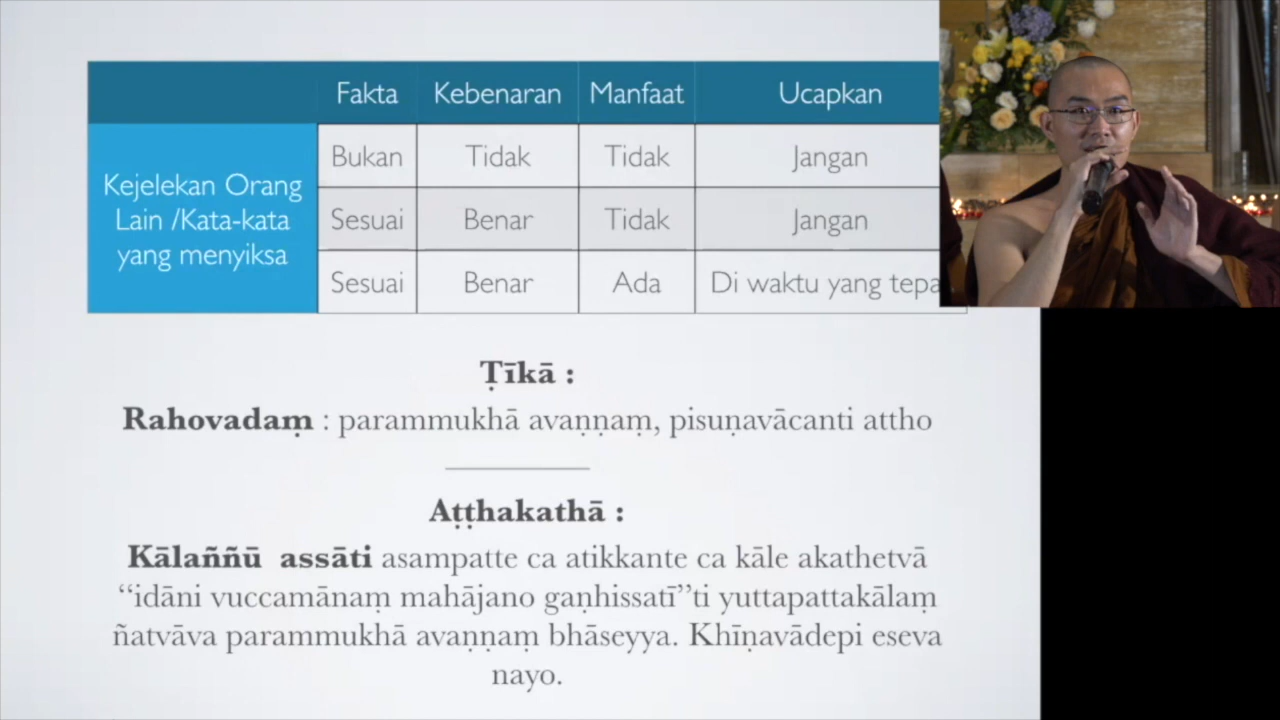 Fakta Kebenaran Manfaat Ucapkan
Kejelekan Orang
Lain /Kata-kata
yang menyiksa
Bukan Tidak Tidak Jangan
Sesuai Benar Tidak Jangan
Sesuai Benar Ada Di waktu yang tepa
Ṭīkā :
Rahovadaṃ : parammukhā avaṇṇaṃ, pisuṇavācanti attho
Aṭṭhakathā :
Kālaññū assāti asampatte ca atikkante ca kāle akathetvā
“idāni vuccamānaṃ mahājano gaṇhissatī”ti yuttapattakālaṃ
ñatvāva parammukhā avaṇṇaṃ bhāseyya. Khīṇavādepi eseva
nayo.